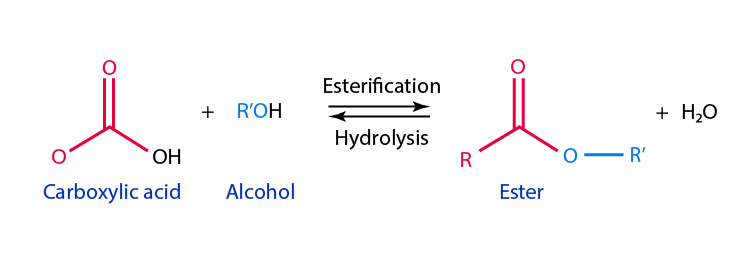 O
O OH
Carboxylic acid
+
R′OH
Alcohol
Esterification
Hydrolysis
O
R O R′
Ester
+ H₂O